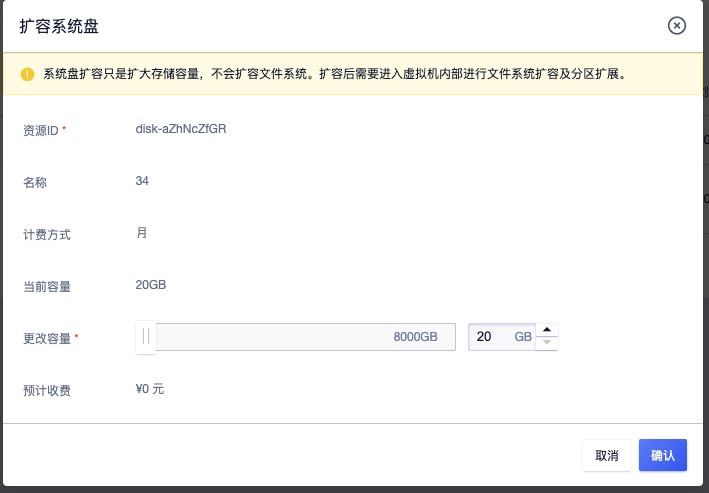 扩容系统盘
系统盘扩容只是扩大存储容量，不会扩容文件系统。扩容后需要进入虚拟机内部进行文件系统扩容及分区扩展。
资源ID * disk-aZhNcZfGR
名称 34
计费方式 月
当前容量 20GB
更改容量 * 8000GB 20 GB
预计收费 ¥0 元
取消 确认